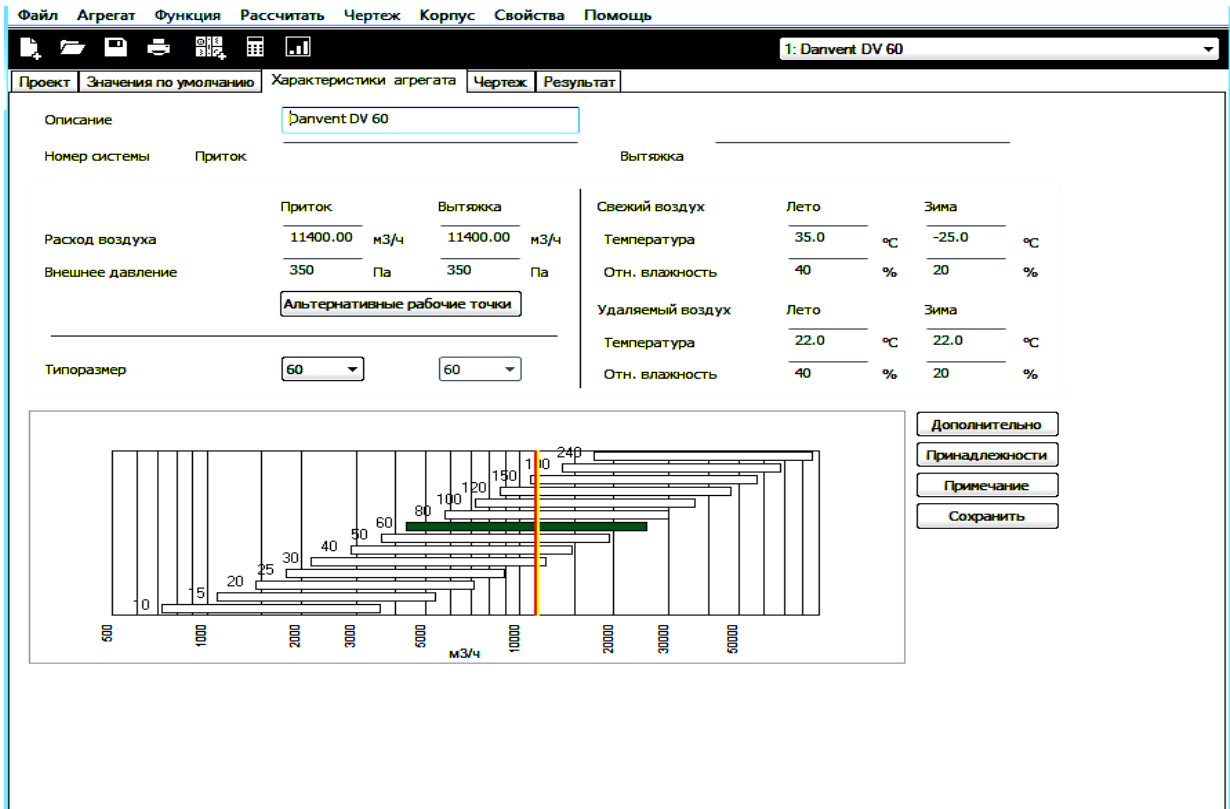 Файл Агрегат Функция Рассчитать Чертеж Корпус Свойства Помощь
1: Danvent DV 60
Проект Значения по умолчанию Характеристики агрегата Чертеж Результат
Описание Danvent DV 60
Номер системы Приток Вытяжка
Приток Вытяжка Свежий воздух Лето Зима
Расход воздуха 11400.00 м3/ч 11400.00 м3/ч Температура 35.0 ºC -25.0 ºC
Внешнее давление 350 Па 350 Па Отн. влажность 40 % 20 %
Альтернативные рабочие точки Удаляемый воздух Лето Зима
Температура 22.0 ºC 22.0 ºC
Типоразмер 60 60 Отн. влажность 40 % 20 %
Дополнительно
Принадлежности
Примечание
Сохранить
240
150
120
100
80
60
50
40
30
25
20
15
10
500 1000 2000 3000 5000 10000 20000 30000 50000
м3/ч